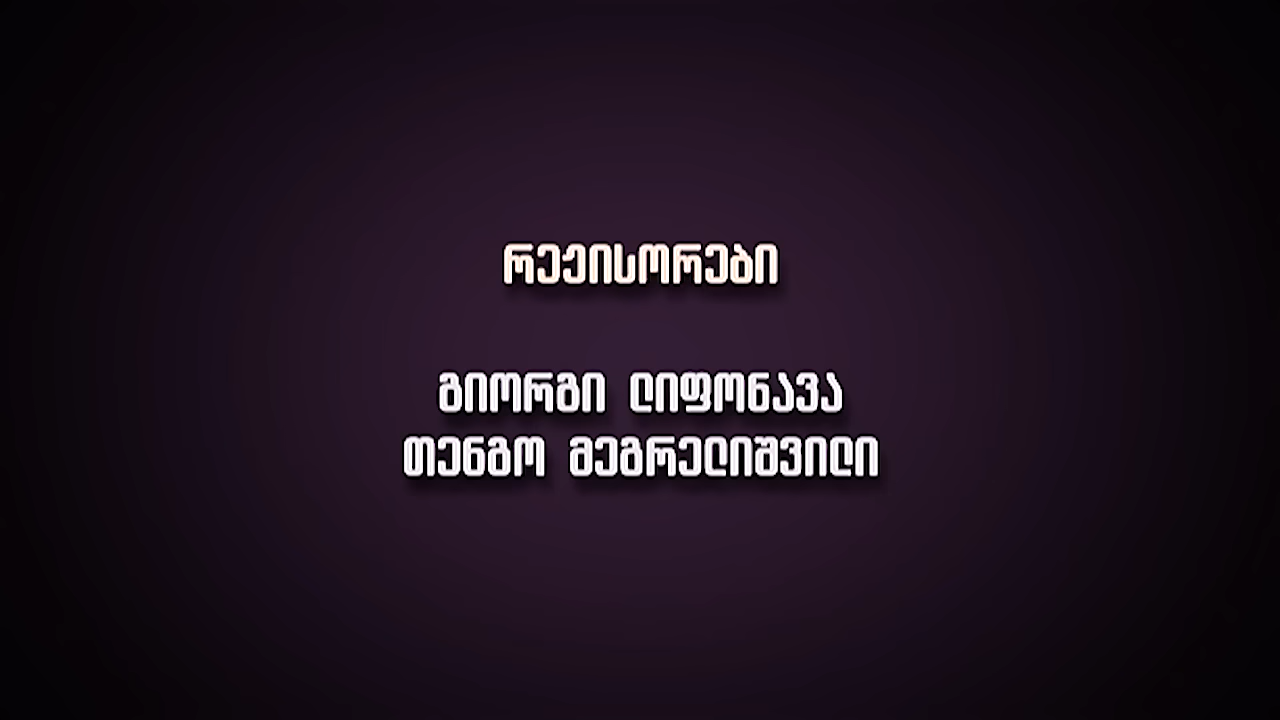 რეჟისორები
გიორგი ლიფონავა
თენგო მეგრელიშვილი